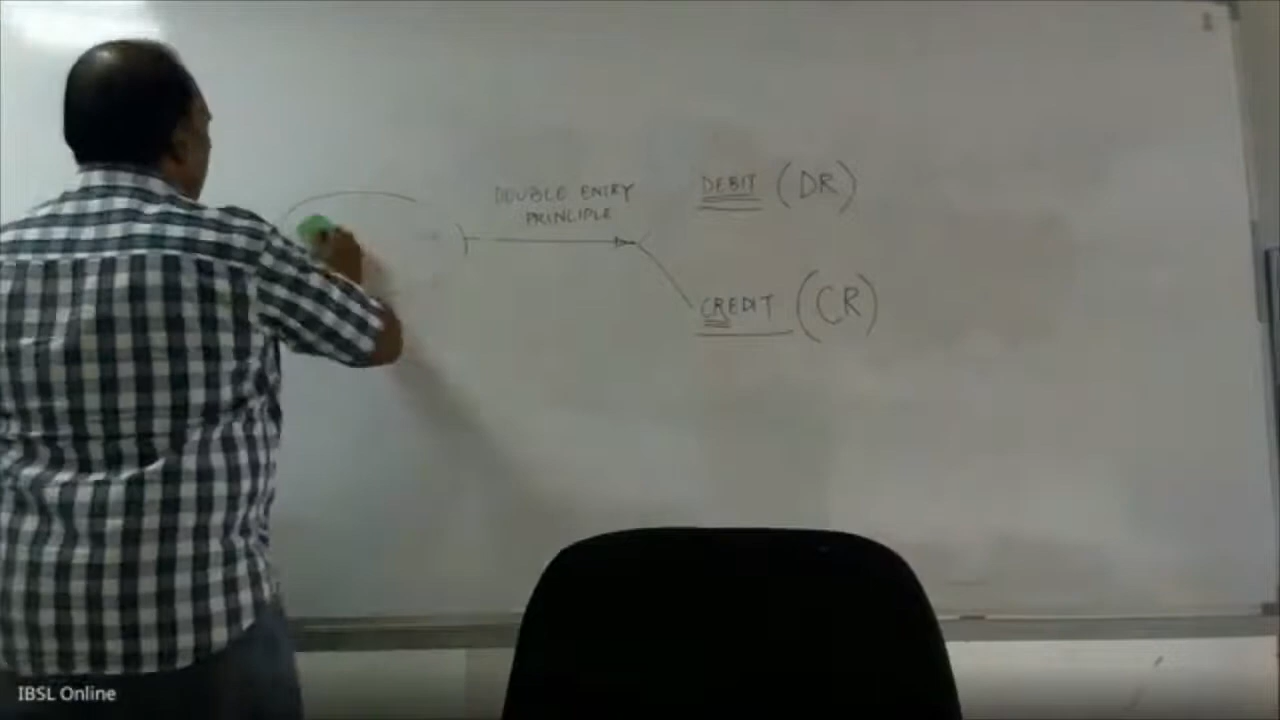 DOUBLE ENTRY
PRINCIPLE
DEBIT (DR)
CREDIT (CR)
IBSL Online